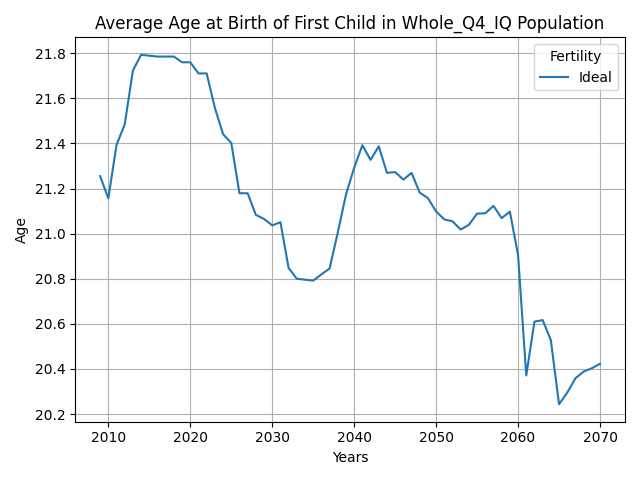 Average Age at Birth of First Child in Whole_Q4_IQ Population
Fertility
Ideal
21.8
21.6
21.4
21.2
21.0
20.8
20.6
20.4
20.2
Age
2010 2020 2030 2040 2050 2060 2070
Years